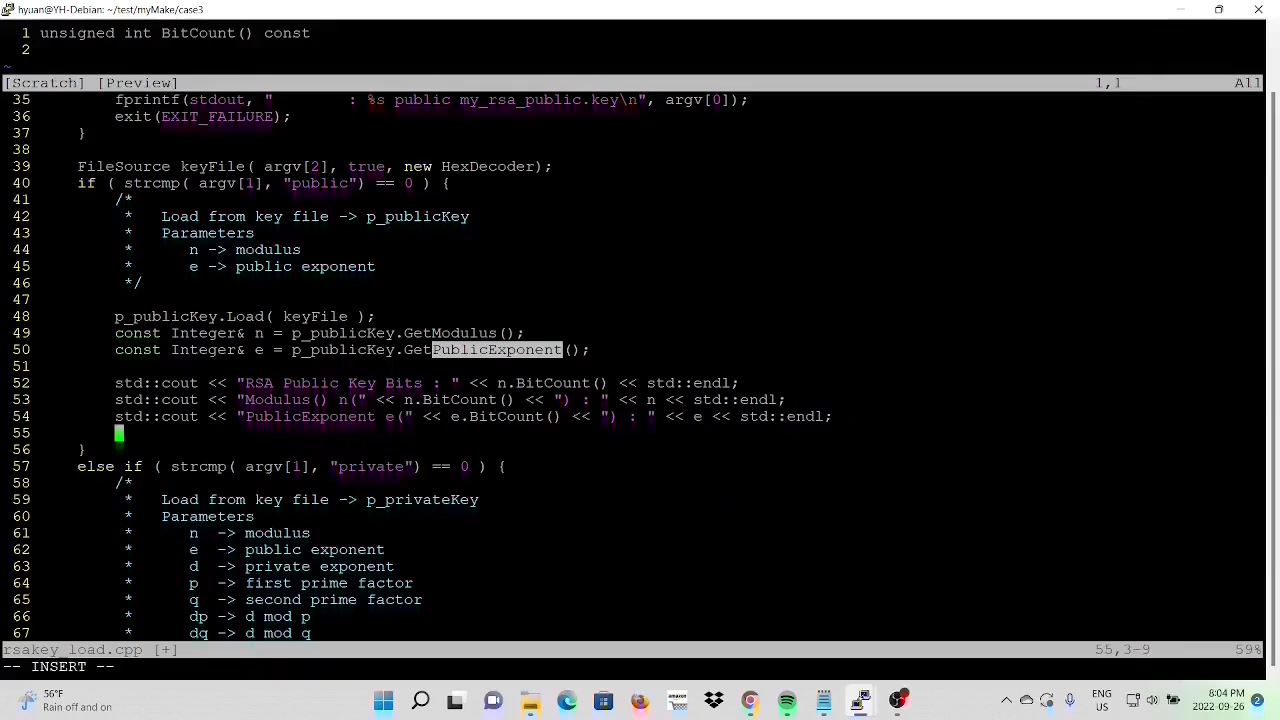 hyuan@YH-Debian: ~/test/myMake/case3
1 unsigned int BitCount() const
2
~
[Scratch] [Preview] 1,1 All
35 fprintf(stdout, " : %s public my_rsa_public.key\n", argv[0]);
36 exit(EXIT_FAILURE);
37 }
38
39 FileSource keyFile( argv[2], true, new HexDecoder);
40 if ( strcmp( argv[1], "public") == 0 ) {
41 /*
42 * Load from key file -> p_publicKey
43 * Parameters
44 * n -> modulus
45 * e -> public exponent
46 */
47
48 p_publicKey.Load( keyFile );
49 const Integer& n = p_publicKey.GetModulus();
50 const Integer& e = p_publicKey.GetPublicExponent();
51
52 std::cout << "RSA Public Key Bits : " << n.BitCount() << std::endl;
53 std::cout << "Modulus() n(" << n.BitCount() << ") : " << n << std::endl;
54 std::cout << "PublicExponent e(" << e.BitCount() << ") : " << e << std::endl;
55
56 }
57 else if ( strcmp( argv[1], "private") == 0 ) {
58 /*
59 * Load from key file -> p_privateKey
60 * Parameters
61 * n -> modulus
62 * e -> public exponent
63 * d -> private exponent
64 * p -> first prime factor
65 * q -> second prime factor
66 * dp -> d mod p
67 * dq -> d mod q
rsakey_load.cpp [+] 55,3-9 59%
-- INSERT --
56°F
Rain off and on
amazon
ENG
US
8:04 PM
2022-09-26
2